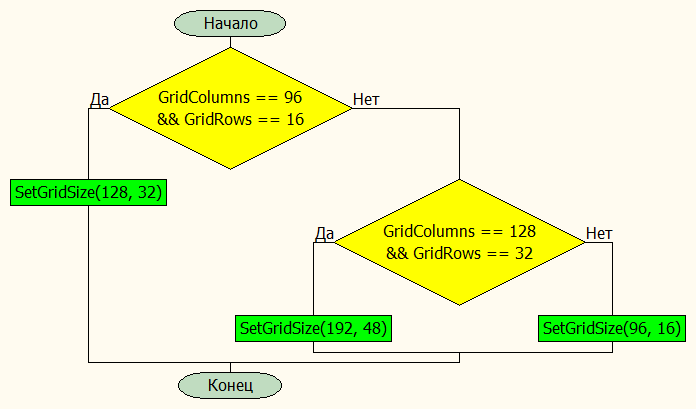 Начало
Да
Нет
GridColumns == 96
&& GridRows == 16
SetGridSize(128, 32)
Да
Нет
GridColumns == 128
&& GridRows == 32
SetGridSize(192, 48)
SetGridSize(96, 16)
Конец